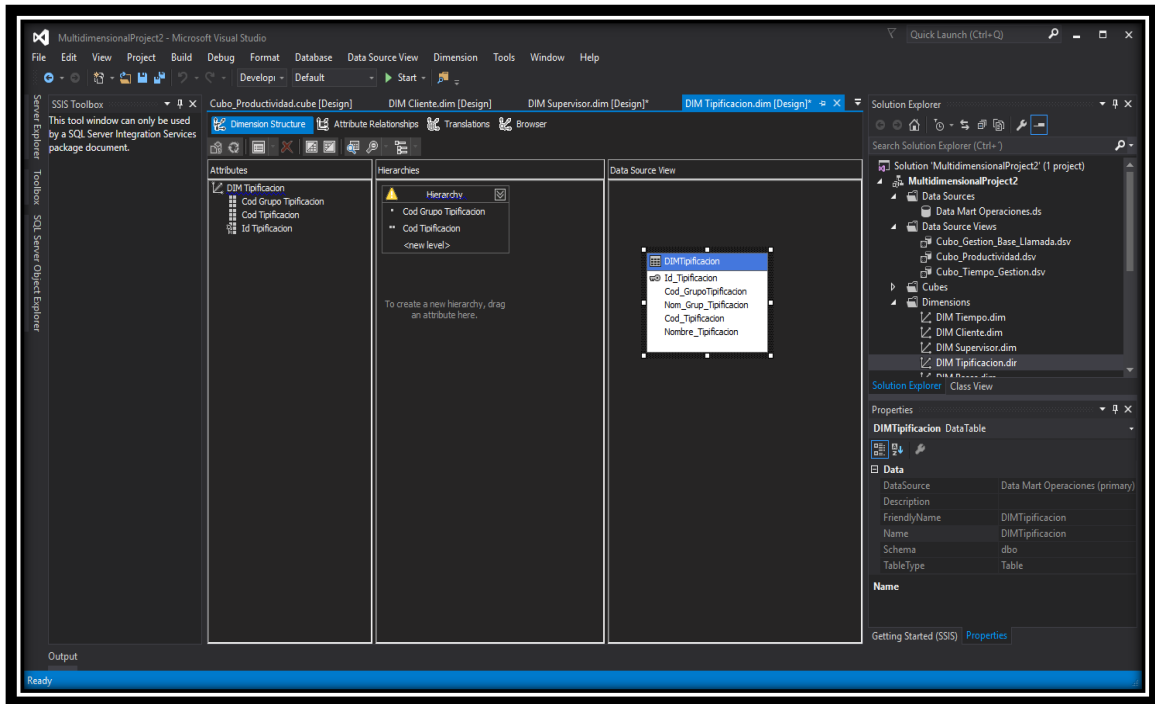 MultidimensionalProject2 - Microsoft Visual Studio
Quick Launch (Ctrl+Q)
File Edit View Project Build Debug Format Database Data Source View Dimension Tools Window Help
Developi Default Start
Server Explorer
Toolbox
SQL Server Object Explorer
SSIS Toolbox
This tool window can only be used
by a SQL Server Integration Services
package document.
Cubo_Productividad.cube [Design] DIM Cliente.dim [Design] DIM Supervisor.dim [Design]* DIM Tipificacion.dim [Design]*
Dimension Structure Attribute Relationships Translations Browser
Attributes
DIM Tipificacion
Cod Grupo Tipificacion
Cod Tipificacion
Id Tipificacion
Hierarchies
Hierarchy
Cod Grupo Tipificacion
Cod Tipificacion
<new level>
To create a new hierarchy, drag
an attribute here.
Data Source View
DIMTipificacion
Id_Tipificacion
Cod_GrupoTipificacion
Nom_Grup_Tipificacion
Cod_Tipificacion
Nombre_Tipificacion
Solution Explorer
Search Solution Explorer (Ctrl+´)
Solution 'MultidimensionalProject2' (1 project)
MultidimensionalProject2
Data Sources
Data Mart Operaciones.ds
Data Source Views
Cubo_Gestion_Base_Llamada.dsv
Cubo_Productividad.dsv
Cubo_Tiempo_Gestion.dsv
Cubes
Dimensions
DIM Tiempo.dim
DIM Cliente.dim
DIM Supervisor.dim
DIM Tipificacion.dir
Solution Explorer Class View
Properties
DIMTipificacion DataTable
Data
DataSource Data Mart Operaciones (primary)
Description
FriendlyName DIMTipificacion
Name DIMTipificacion
Schema dbo
TableType Table
Name
Getting Started (SSIS) Properties
Output
Ready